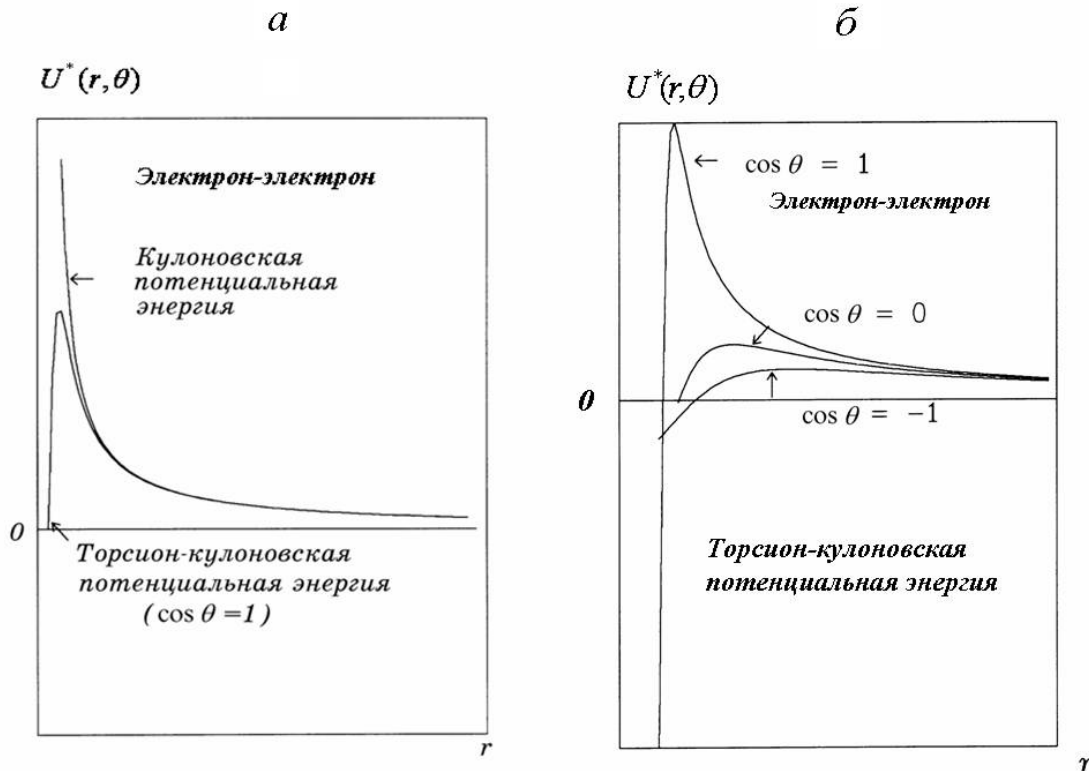 а
U*(r,θ)
Электрон-электрон
←
Кулоновская
потенциальная
энергия
0
Торсион-кулоновская
потенциальная энергия
(cos θ =1)
r
б
U*(r,θ)
← cos θ = 1
Электрон-электрон
cos θ = 0
0
cos θ = −1
Торсион-кулоновская
потенциальная энергия
r